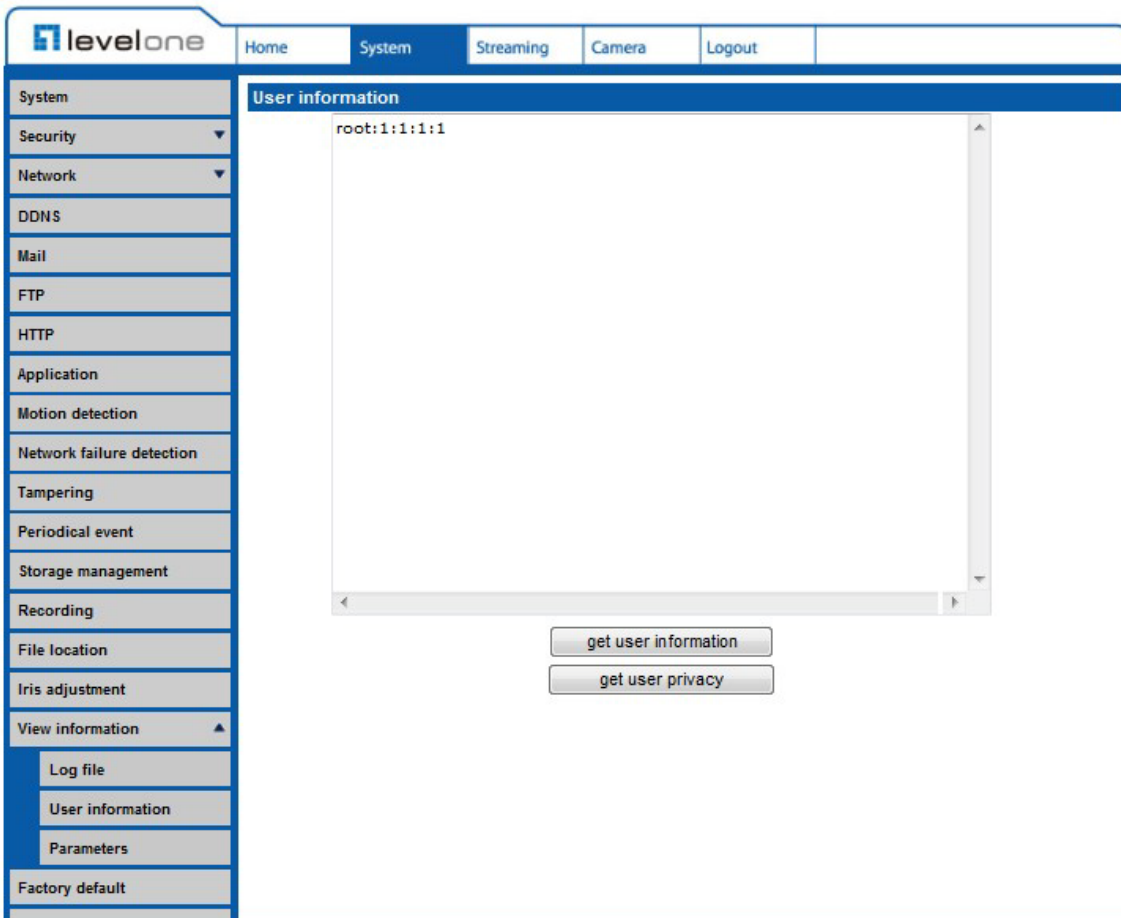 levelone
Home System Streaming Camera Logout
System
Security
Network
DDNS
Mail
FTP
HTTP
Application
Motion detection
Network failure detection
Tampering
Periodical event
Storage management
Recording
File location
Iris adjustment
View information
Log file
User information
Parameters
Factory default
User information
root:1:1:1:1
get user information
get user privacy